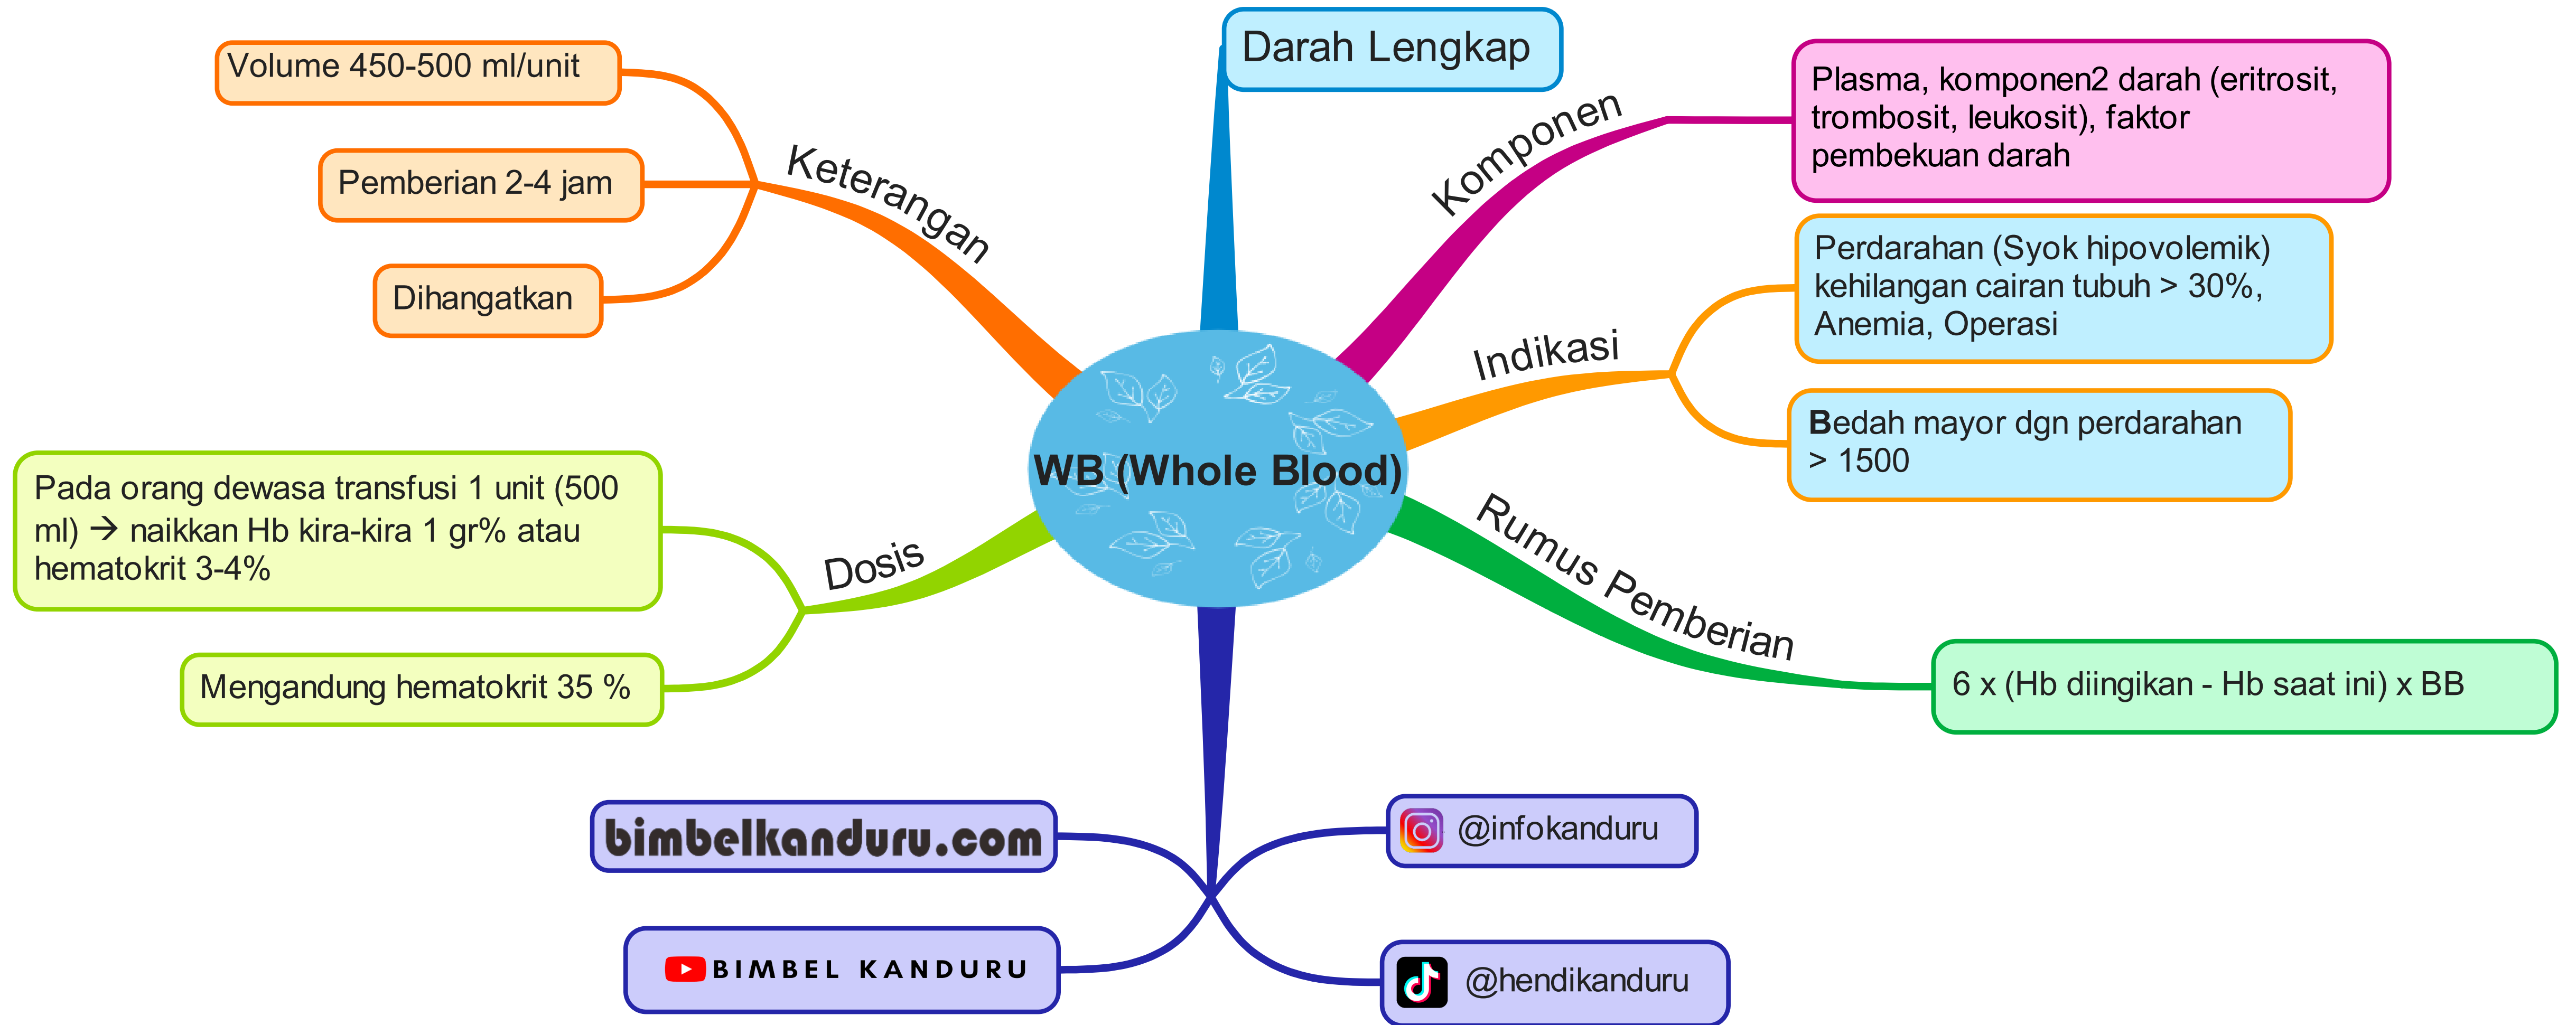 Darah Lengkap
Komponen
Plasma, komponen2 darah (eritrosit,
trombosit, leukosit), faktor
pembekuan darah
Indikasi
Perdarahan (Syok hipovolemik)
kehilangan cairan tubuh > 30%,
Anemia, Operasi
Bedah mayor dgn perdarahan
> 1500
Rumus Pemberian
6 x (Hb diingikan - Hb saat ini) x BB
Keterangan
Volume 450-500 ml/unit
Pemberian 2-4 jam
Dihangatkan
WB (Whole Blood)
Dosis
Pada orang dewasa transfusi 1 unit (500
ml) → naikkan Hb kira-kira 1 gr% atau
hematokrit 3-4%
Mengandung hematokrit 35 %
bimbelkanduru.com
BIMBEL KANDURU
@infokanduru
@hendikanduru